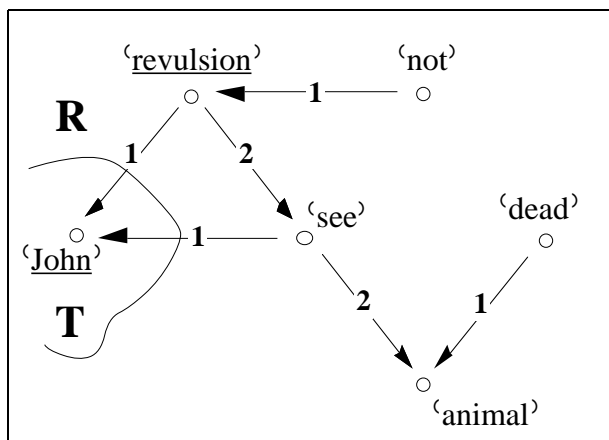 ‘revulsion’ ‘not’
1
R
1 2
‘see’ ‘dead’
1
‘John’
T
2 1
‘animal’